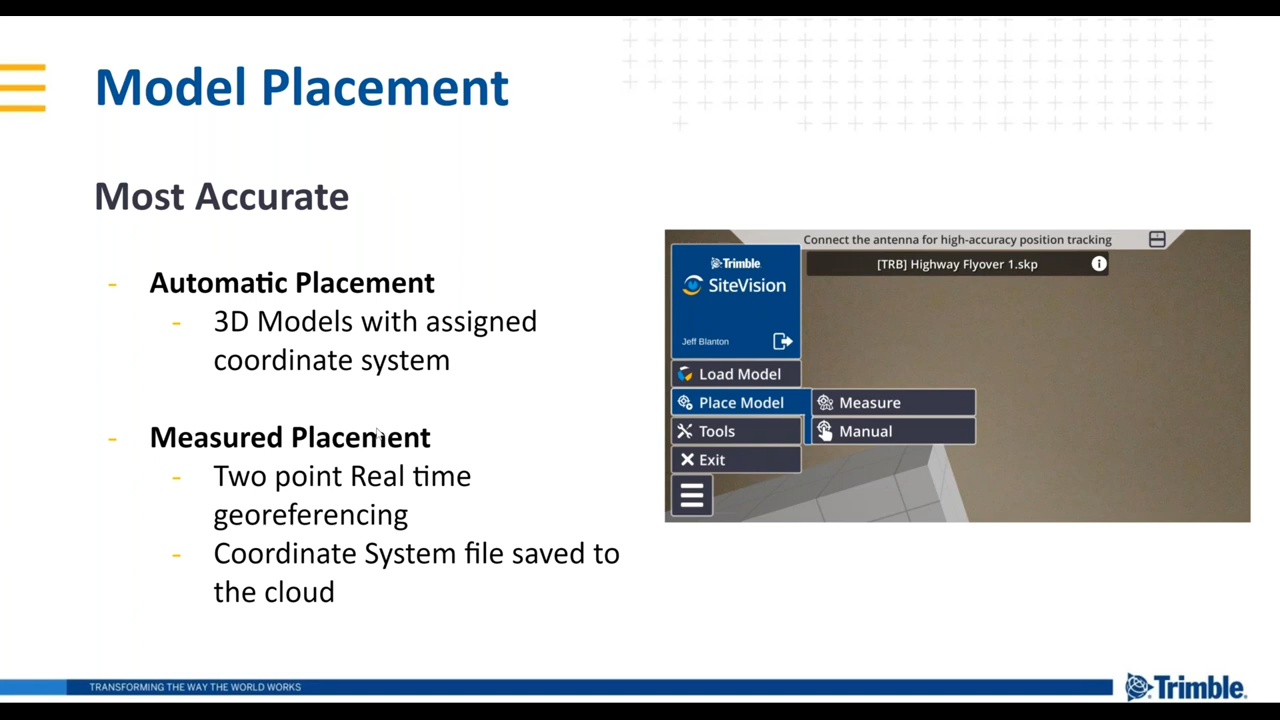 Model Placement
Most Accurate
- Automatic Placement
- 3D Models with assigned
coordinate system
- Measured Placement
- Two point Real time
georeferencing
- Coordinate System file saved to
the cloud
Connect the antenna for high-accuracy position tracking
[TRB] Highway Flyover 1.skp
Trimble
SiteVision
Jeff Blanton
Load Model
Place Model
Measure
Tools
Manual
Exit
TRANSFORMING THE WAY THE WORLD WORKS
Trimble.